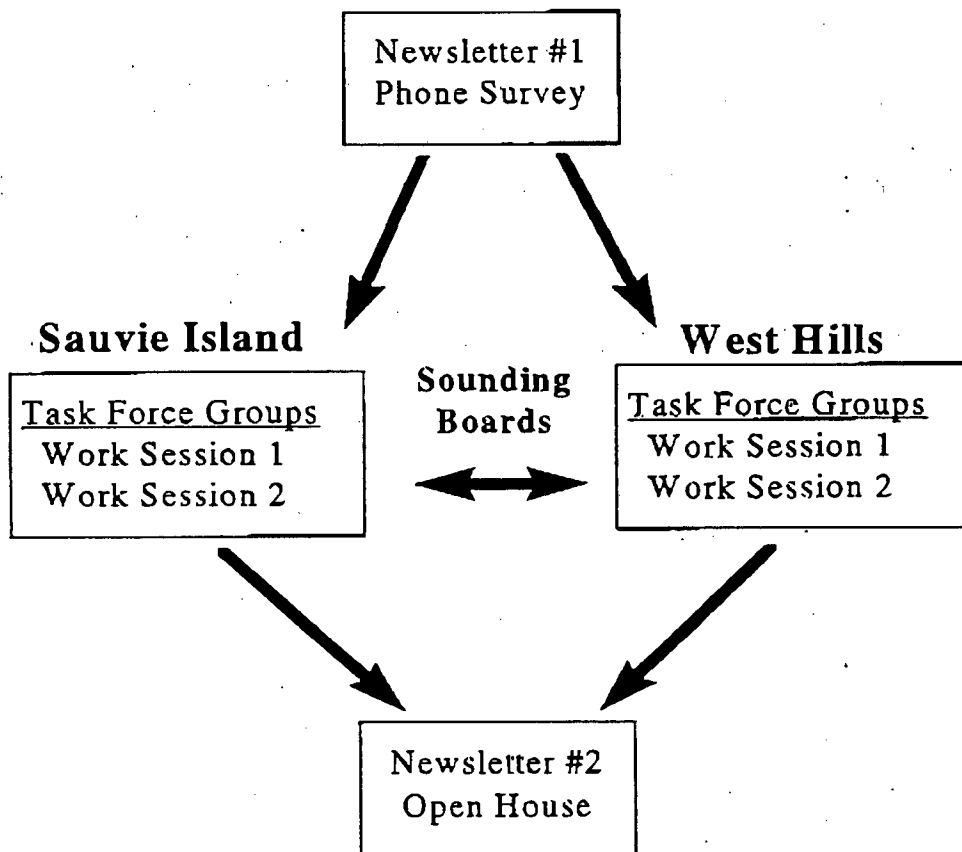 Newsletter #1
Phone Survey
Sauvie Island
Task Force Groups
Work Session 1
Work Session 2
Sounding
Boards
West Hills
Task Force Groups
Work Session 1
Work Session 2
Newsletter #2
Open House